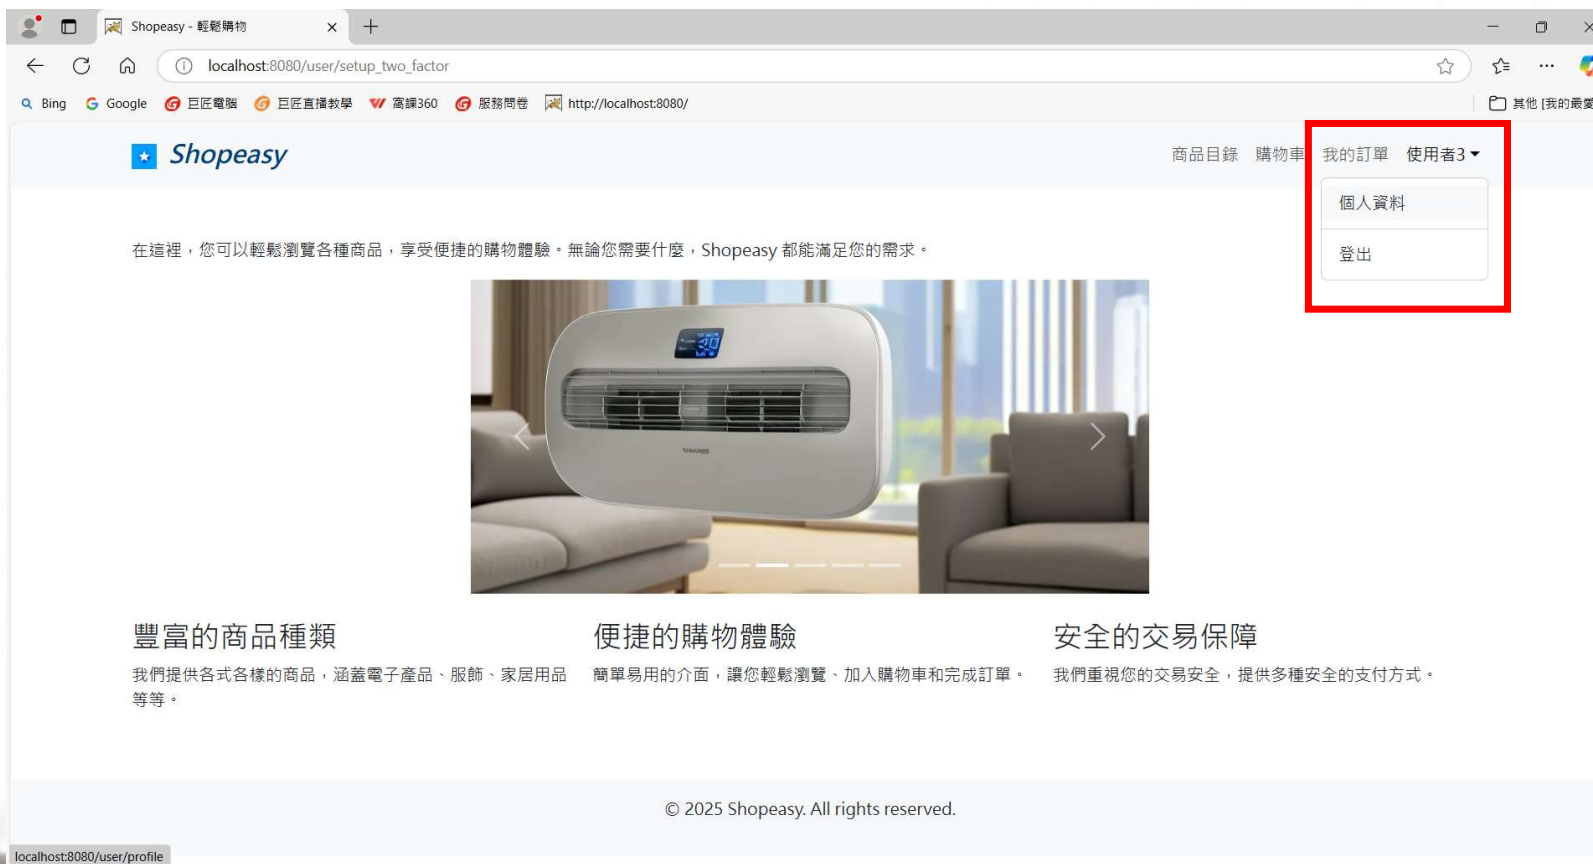 Shopeasy - 輕鬆購物
localhost:8080/user/setup_two_factor
Bing Google 巨匠電腦 巨匠直播教學 窩課360 服務問卷 http://localhost:8080/ 其他 [我的最愛
Shopeasy 商品目錄 購物車 我的訂單 使用者3
個人資料
登出
在這裡，您可以輕鬆瀏覽各種商品，享受便捷的購物體驗。無論您需要什麼，Shopeasy 都能滿足您的需求。
豐富的商品種類
我們提供各式各樣的商品，涵蓋電子產品、服飾、家居用品
等等。
便捷的購物體驗
簡單易用的介面，讓您輕鬆瀏覽、加入購物車和完成訂單。
安全的交易保障
我們重視您的交易安全，提供多種安全的支付方式。
© 2025 Shopeasy. All rights reserved.
localhost:8080/user/profile